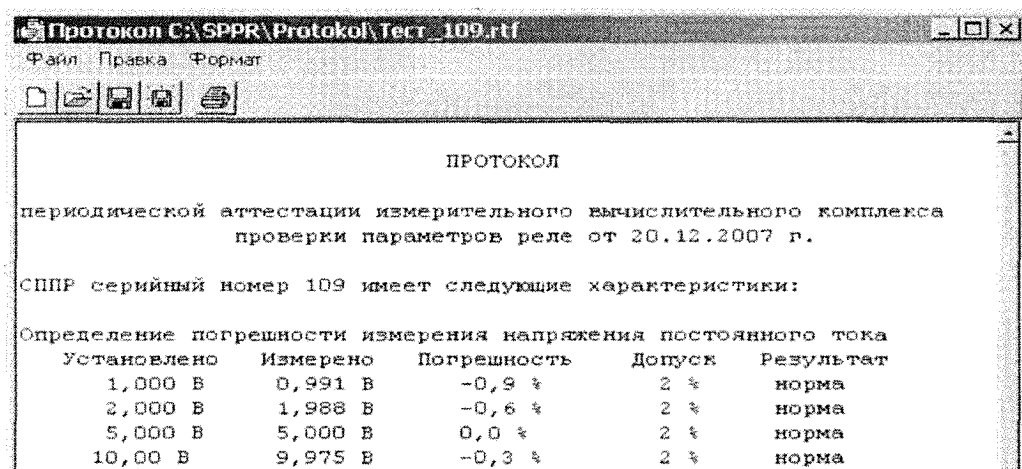 Протокол C:\SPPR\Protokol\Тест_109.rtf
Файл Правка Формат
ПРОТОКОЛ
периодической аттестации измерительного вычислительного комплекса
проверки параметров реле от 20.12.2007 г.
СППР серийный номер 109 имеет следующие характеристики:
Определение погрешности измерения напряжения постоянного тока
Установлено Измерено Погрешность Допуск Результат
1,000 В 0,991 В -0,9 % 2 % норма
2,000 В 1,988 В -0,6 % 2 % норма
5,000 В 5,000 В 0,0 % 2 % норма
10,00 В 9,975 В -0,3 % 2 % норма